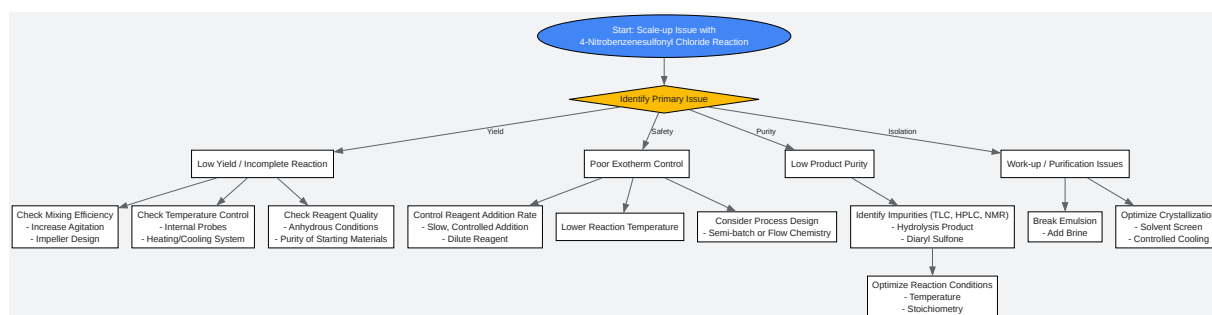 Start: Scale-up Issue with
4-Nitrobenzenesulfonyl Chloride Reaction
Identify Primary Issue
Yield
Safety
Purity
Isolation
Low Yield / Incomplete Reaction
Poor Exotherm Control
Low Product Purity
Work-up / Purification Issues
Check Mixing Efficiency
- Increase Agitation
- Impeller Design
Check Temperature Control
- Internal Probes
- Heating/Cooling System
Check Reagent Quality
- Anhydrous Conditions
- Purity of Starting Materials
Control Reagent Addition Rate
- Slow, Controlled Addition
- Dilute Reagent
Lower Reaction Temperature
Consider Process Design
- Semi-batch or Flow Chemistry
Identify Impurities (TLC, HPLC, NMR)
- Hydrolysis Product
- Diaryl Sulfone
Break Emulsion
- Add Brine
Optimize Crystallization
- Solvent Screen
- Controlled Cooling
Optimize Reaction Conditions
- Temperature
- Stoichiometry